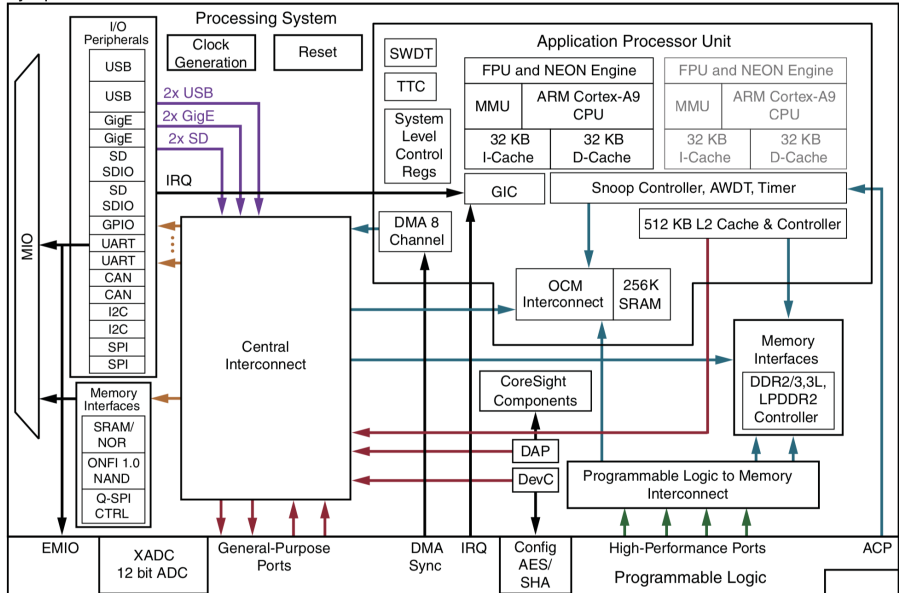 Processing System
I/O
Peripherals
USB
USB
GigE
GigE
SD
SDIO
SD
SDIO
GPIO
UART
UART
CAN
CAN
I2C
I2C
SPI
SPI
MIO
Clock
Generation
Reset
2x USB
2x GigE
2x SD
IRQ
SWDT
TTC
System
Level
Control
Regs
Application Processor Unit
FPU and NEON Engine
MMU
ARM Cortex-A9
CPU
32 KB
I-Cache
32 KB
D-Cache
FPU and NEON Engine
MMU
ARM Cortex-A9
CPU
32 KB
I-Cache
32 KB
D-Cache
GIC
Snoop Controller, AWDT, Timer
DMA 8
Channel
512 KB L2 Cache & Controller
OCM
Interconnect
256K
SRAM
Central
Interconnect
Memory
Interfaces
DDR2/3,3L,
LPDDR2
Controller
CoreSight
Components
DAP
DevC
Programmable Logic to Memory
Interconnect
Memory
Interfaces
SRAM/
NOR
ONFI 1.0
NAND
Q-SPI
CTRL
EMIO
XADC
12 bit ADC
General-Purpose
Ports
DMA
Sync
IRQ
Config
AES/
SHA
High-Performance Ports
ACP
Programmable Logic